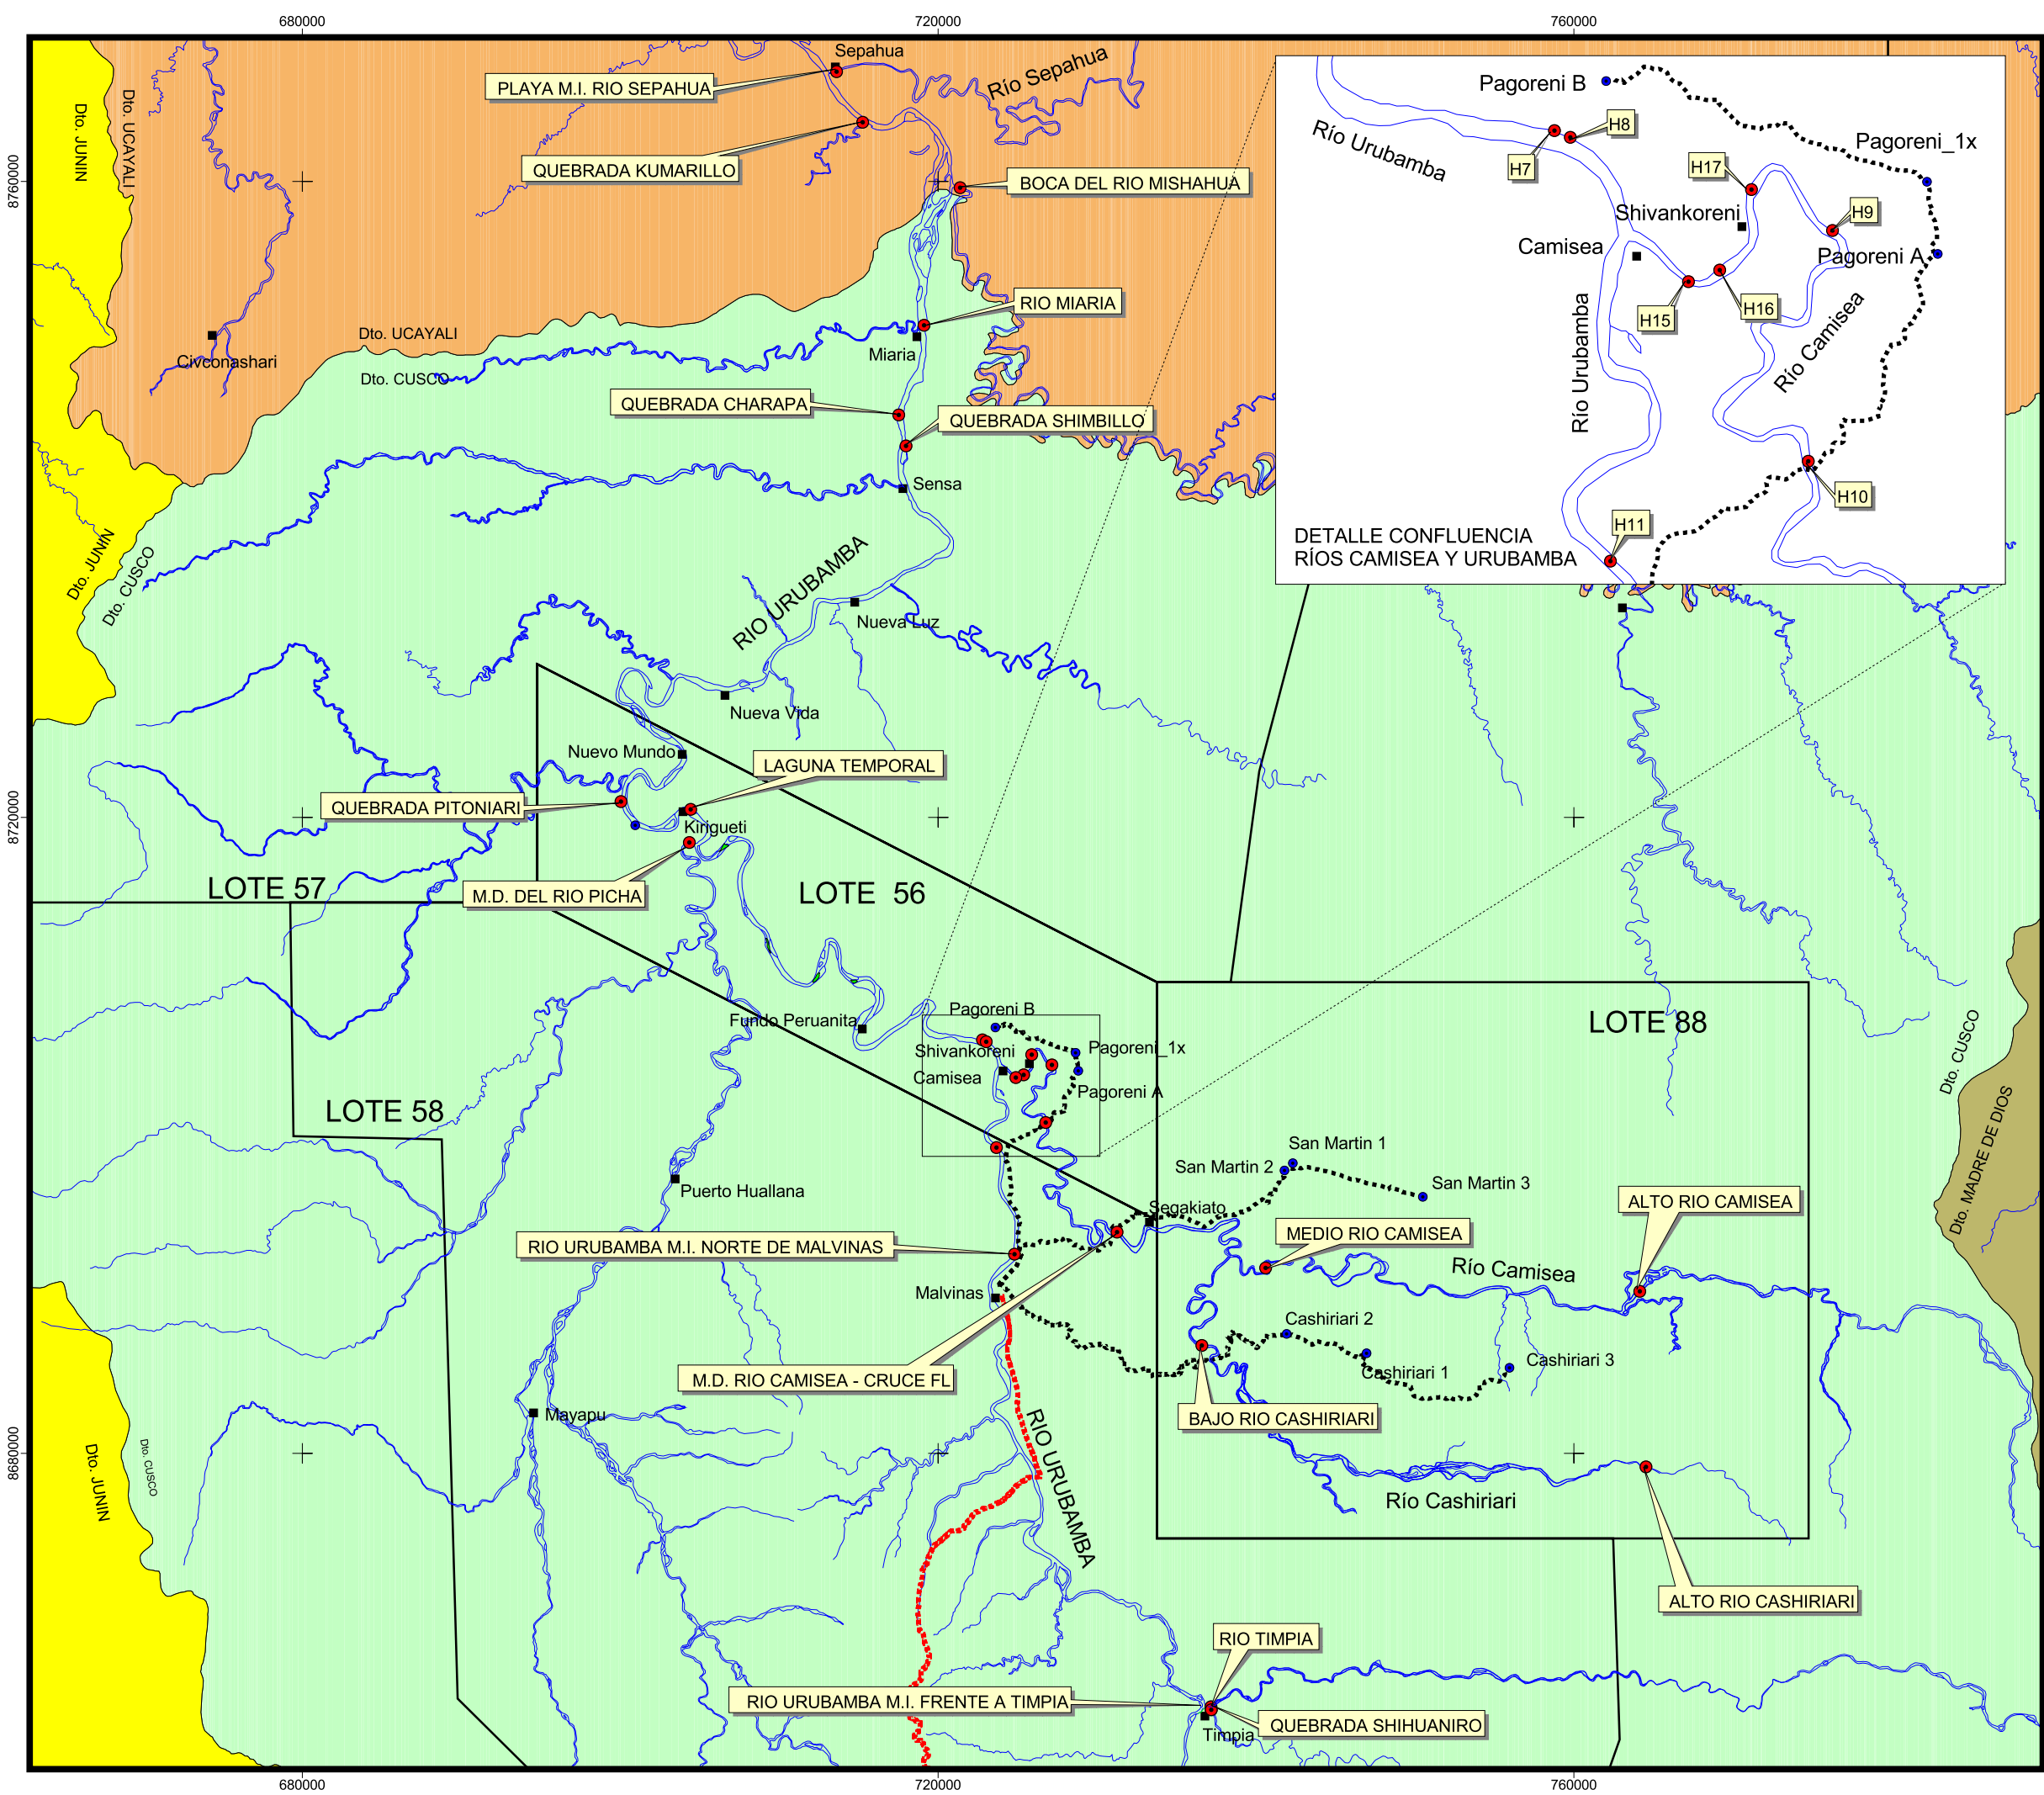 680000
720000
760000
8760000
8720000
8680000
Dto. JUNIN
Dto. UCAYALI
Sepahua
Río Sepahua
PLAYA M.I. RIO SEPAHUA
QUEBRADA KUMARILLO
BOCA DEL RIO MISHAHUA
RIO MIARIA
Miaria
Civconashari
Dto. UCAYALI
Dto. CUSCO
QUEBRADA CHARAPA
QUEBRADA SHIMBILLO
Sensa
Dto. JUNIN
Dto. CUSCO
RIO URUBAMBA
Nueva Luz
Nueva Vida
Nuevo Mundo
LAGUNA TEMPORAL
QUEBRADA PITONIARI
Kirigueti
M.D. DEL RIO PICHA
LOTE 57
LOTE 56
LOTE 58
LOTE 88
Pagoreni B
Río Urubamba
H7
H8
H17
Pagoreni_1x
Shivankoreni
H9
Camisea
Pagoreni A
H15
H16
Río Urubamba
Río Camisea
H10
H11
DETALLE CONFLUENCIA
RÍOS CAMISEA Y URUBAMBA
Fundo Peruanita
Pagoreni B
Shivankoreni
Pagoreni_1x
Camisea
Pagoreni A
Dto. CUSCO
Dto. MADRE DE DIOS
San Martin 1
San Martin 2
San Martin 3
Puerto Huallana
Segakiato
ALTO RIO CAMISEA
MEDIO RIO CAMISEA
RIO URUBAMBA M.I. NORTE DE MALVINAS
Río Camisea
Malvinas
Cashiriari 2
Cashiriari 1
Cashiriari 3
M.D. RIO CAMISEA - CRUCE FL
BAJO RIO CASHIRIARI
Mayapu
Dto. JUNIN
Dto. CUSCO
RIO URUBAMBA
Río Cashiriari
ALTO RIO CASHIRIARI
RIO TIMPIA
RIO URUBAMBA M.I. FRENTE A TIMPIA
QUEBRADA SHIHUANIRO
Timpia
680000
720000
760000